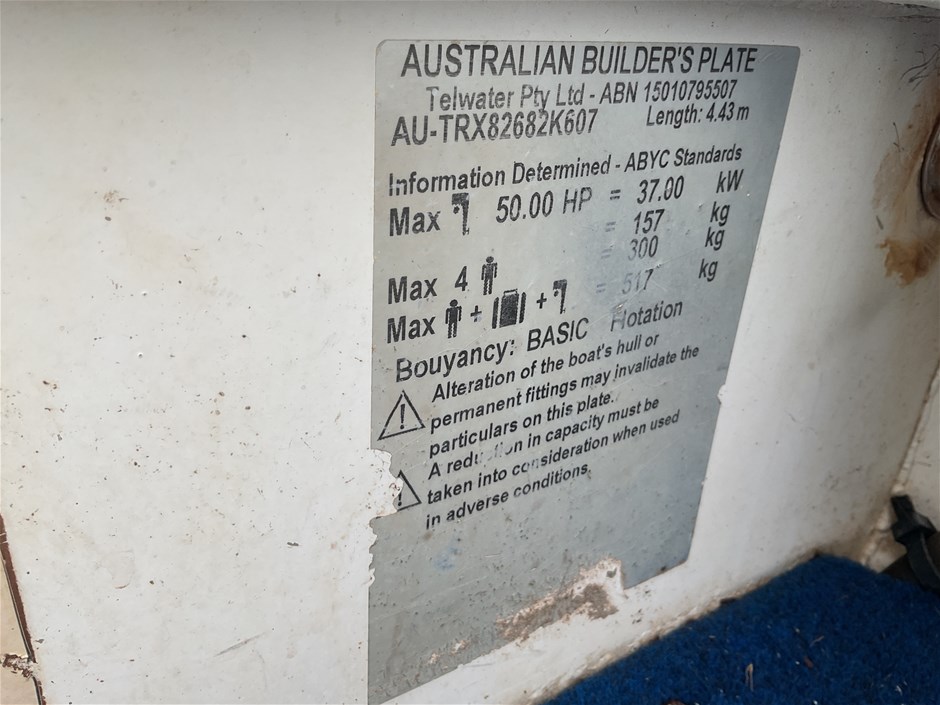 AUSTRALIAN BUILDER'S PLATE
Telwater Pty Ltd - ABN 15010795507
AU-TRX82682K607 Length: 4.43 m
Information Determined - ABYC Standards
Max 50.00 HP = 37.00 kW
= 157 kg
Max 4 = 300 kg
Max + + = 517 kg
Bouyancy: BASIC Flotation
Alteration of the boat's hull or
permanent fittings may invalidate the
particulars on this plate.
A reduction in capacity must be
taken into consideration when used
in adverse conditions.